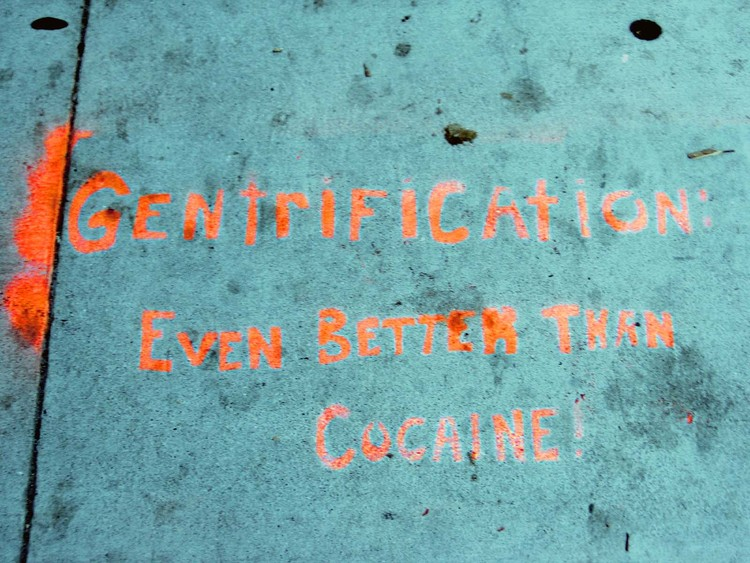 Gentrification:
Even Better Than
Cocaine!